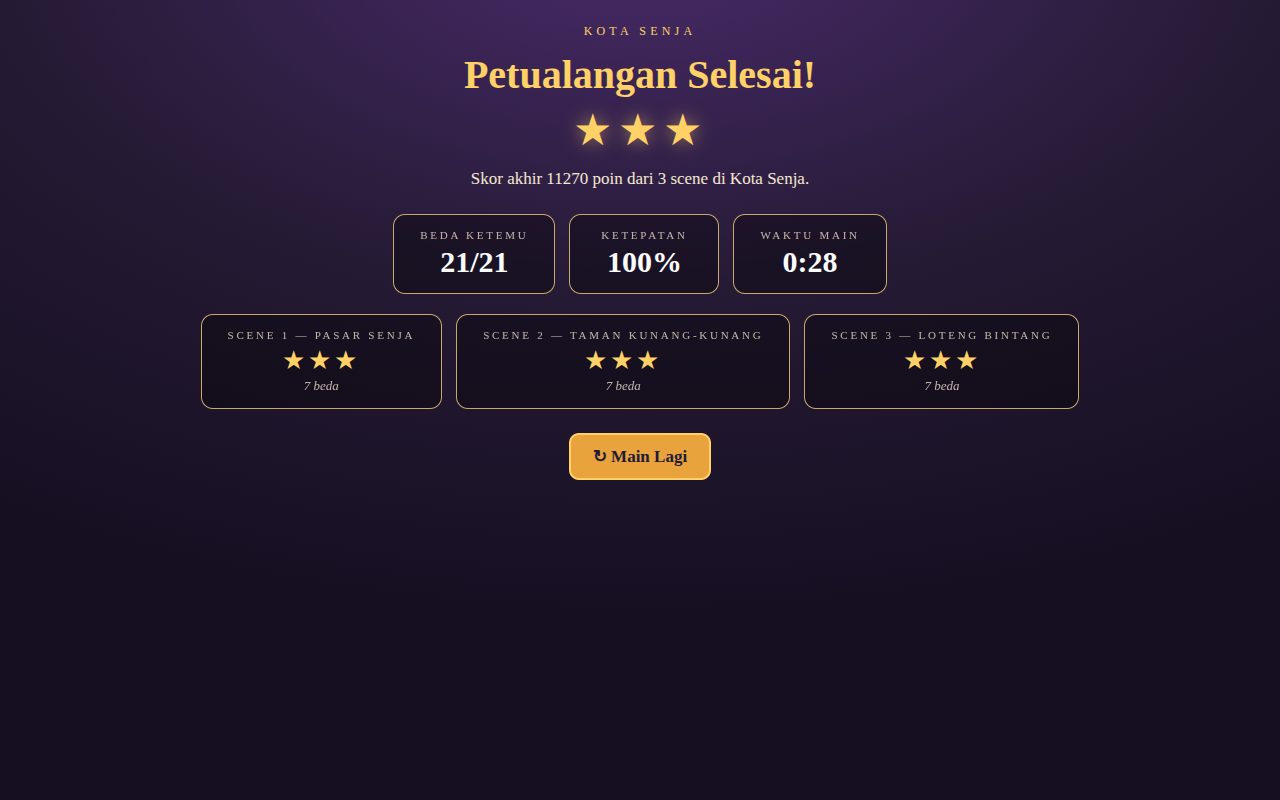 KOTA SENJA
Petualangan Selesai!
★ ★ ★
Skor akhir 11270 poin dari 3 scene di Kota Senja.
BEDA KETEMU
21/21
KETEPATAN
100%
WAKTU MAIN
0:28
SCENE 1 — PASAR SENJA
★★★
7 beda
SCENE 2 — TAMAN KUNANG-KUNANG
★★★
7 beda
SCENE 3 — LOTENG BINTANG
★★★
7 beda
↻ Main Lagi